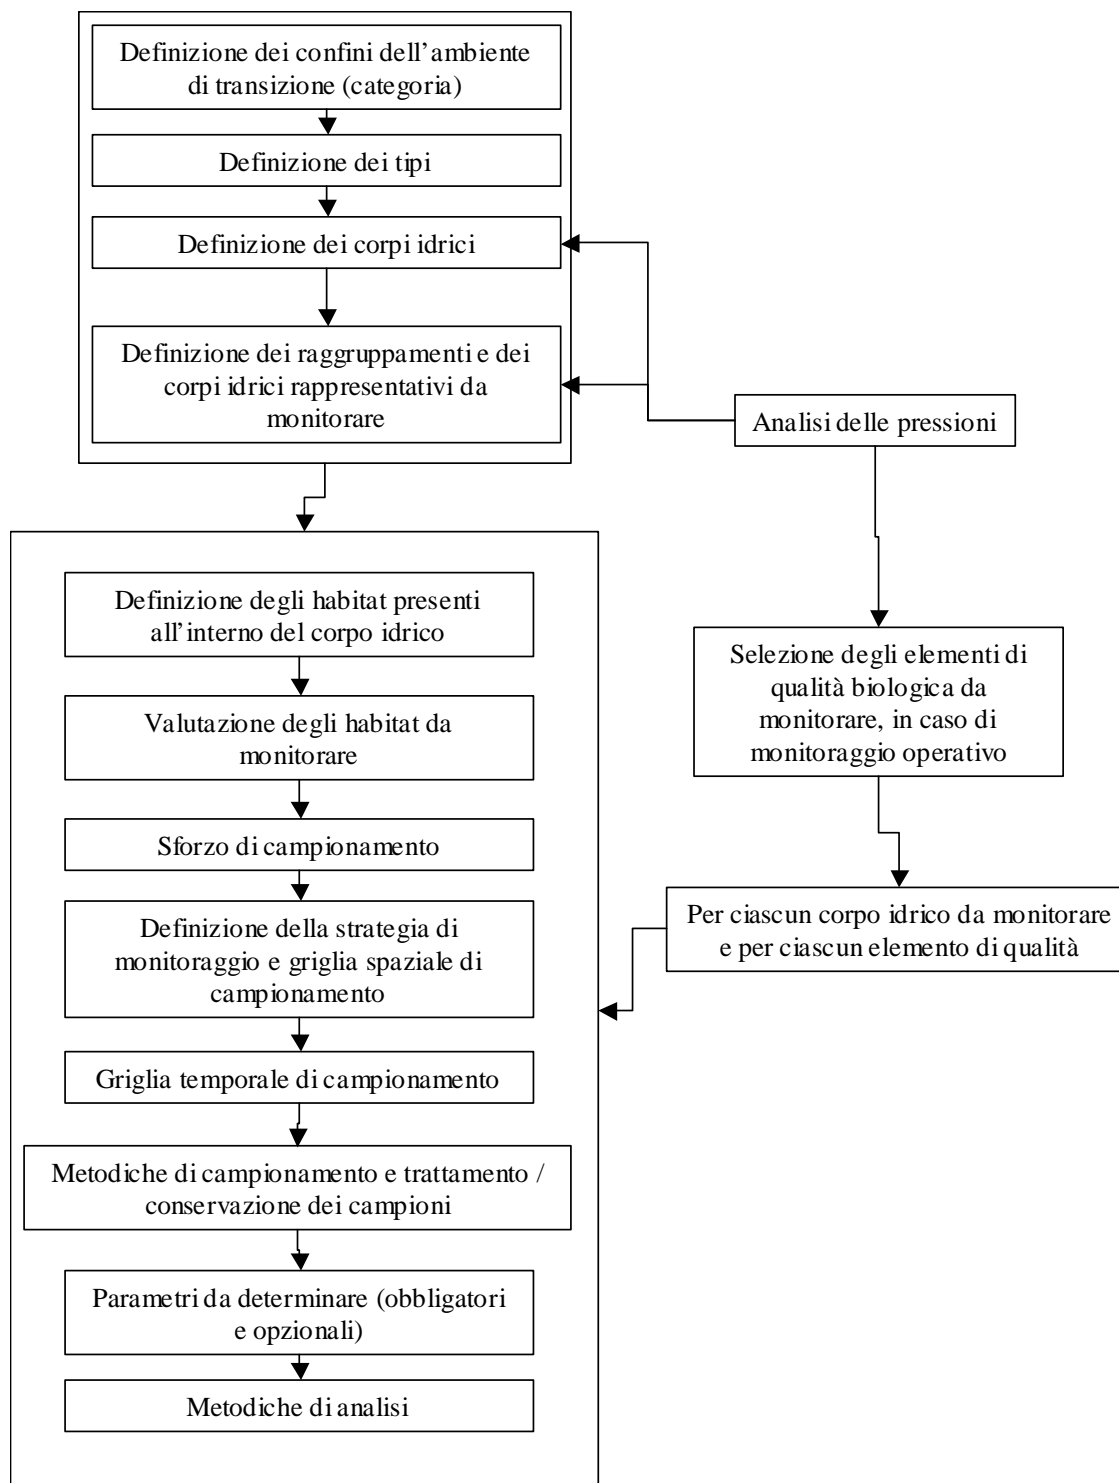 Definizione dei confini dell’ambiente
di transizione (categoria)
Definizione dei tipi
Definizione dei corpi idrici
Definizione dei raggruppamenti e dei
corpi idrici rappresentativi da
monitorare
Analisi delle pressioni
Definizione degli habitat presenti
all’interno del corpo idrico
Valutazione degli habitat da
monitorare
Sforzo di campionamento
Definizione della strategia di
monitoraggio e griglia spaziale di
campionamento
Griglia temporale di campionamento
Metodiche di campionamento e trattamento /
conservazione dei campioni
Parametri da determinare (obbligatori
e opzionali)
Metodiche di analisi
Selezione degli elementi di
qualità biologica da
monitorare, in caso di
monitoraggio operativo
Per ciascun corpo idrico da monitorare
e per ciascun elemento di qualità